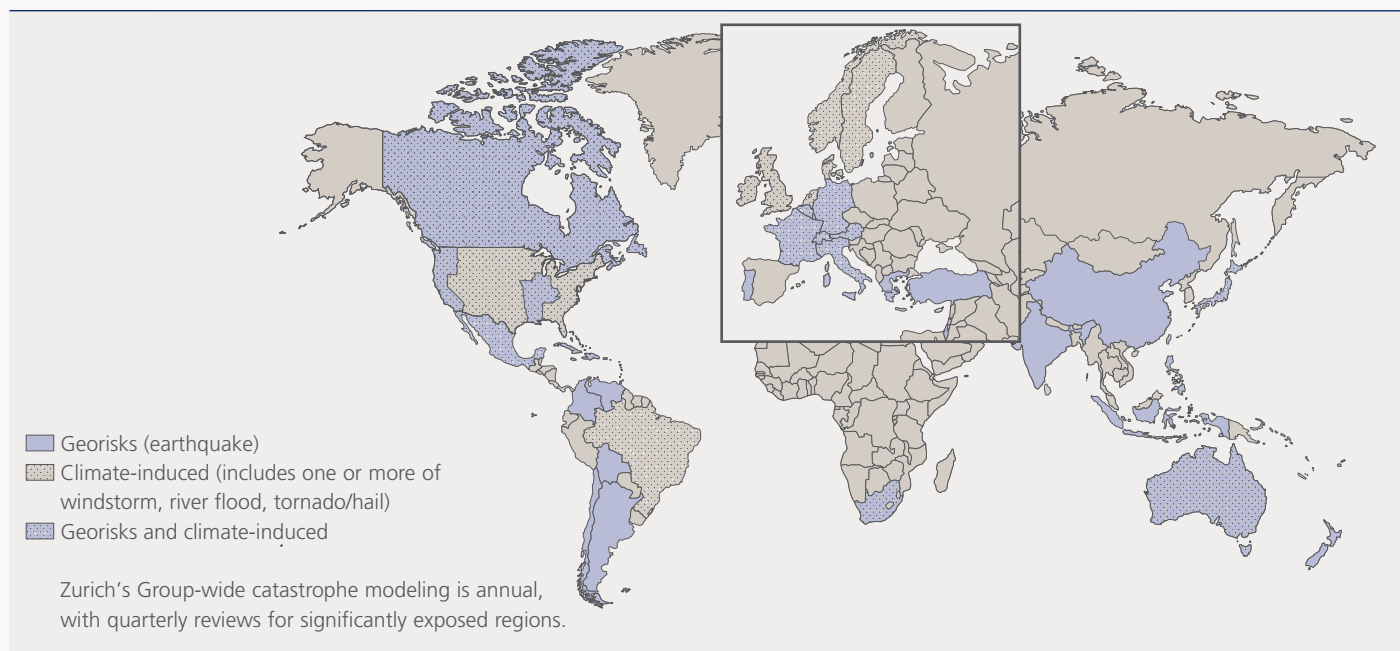 Georisks (earthquake)
Climate-induced (includes one or more of
windstorm, river flood, tornado/hail)
Georisks and climate-induced
Zurich’s Group-wide catastrophe modeling is annual,
with quarterly reviews for significantly exposed regions.